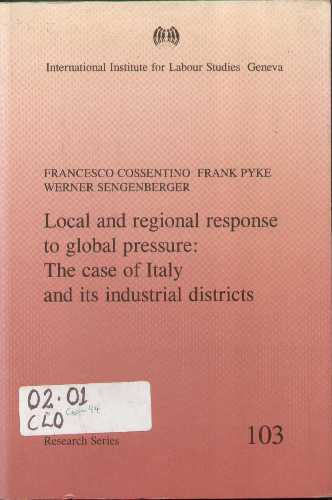 International Institute for Labour Studies Geneva
FRANCESCO COSSENTINO FRANK PYKE
WERNER SENGENBERGER
Local and regional response
to global pressure:
The case of Italy
and its industrial districts
02.01
CLO
Research Series 103